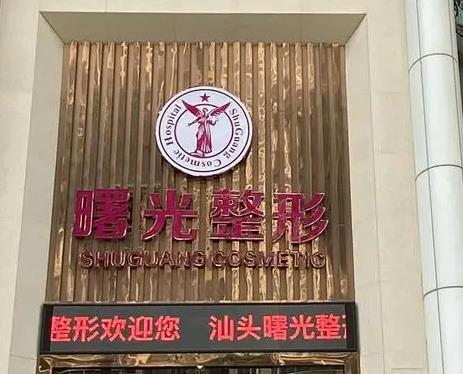 ShuGuang Cosmetic Hospital
曙光整形
SHUGUANG COSMETIC
整形欢迎您 汕头曙光整形